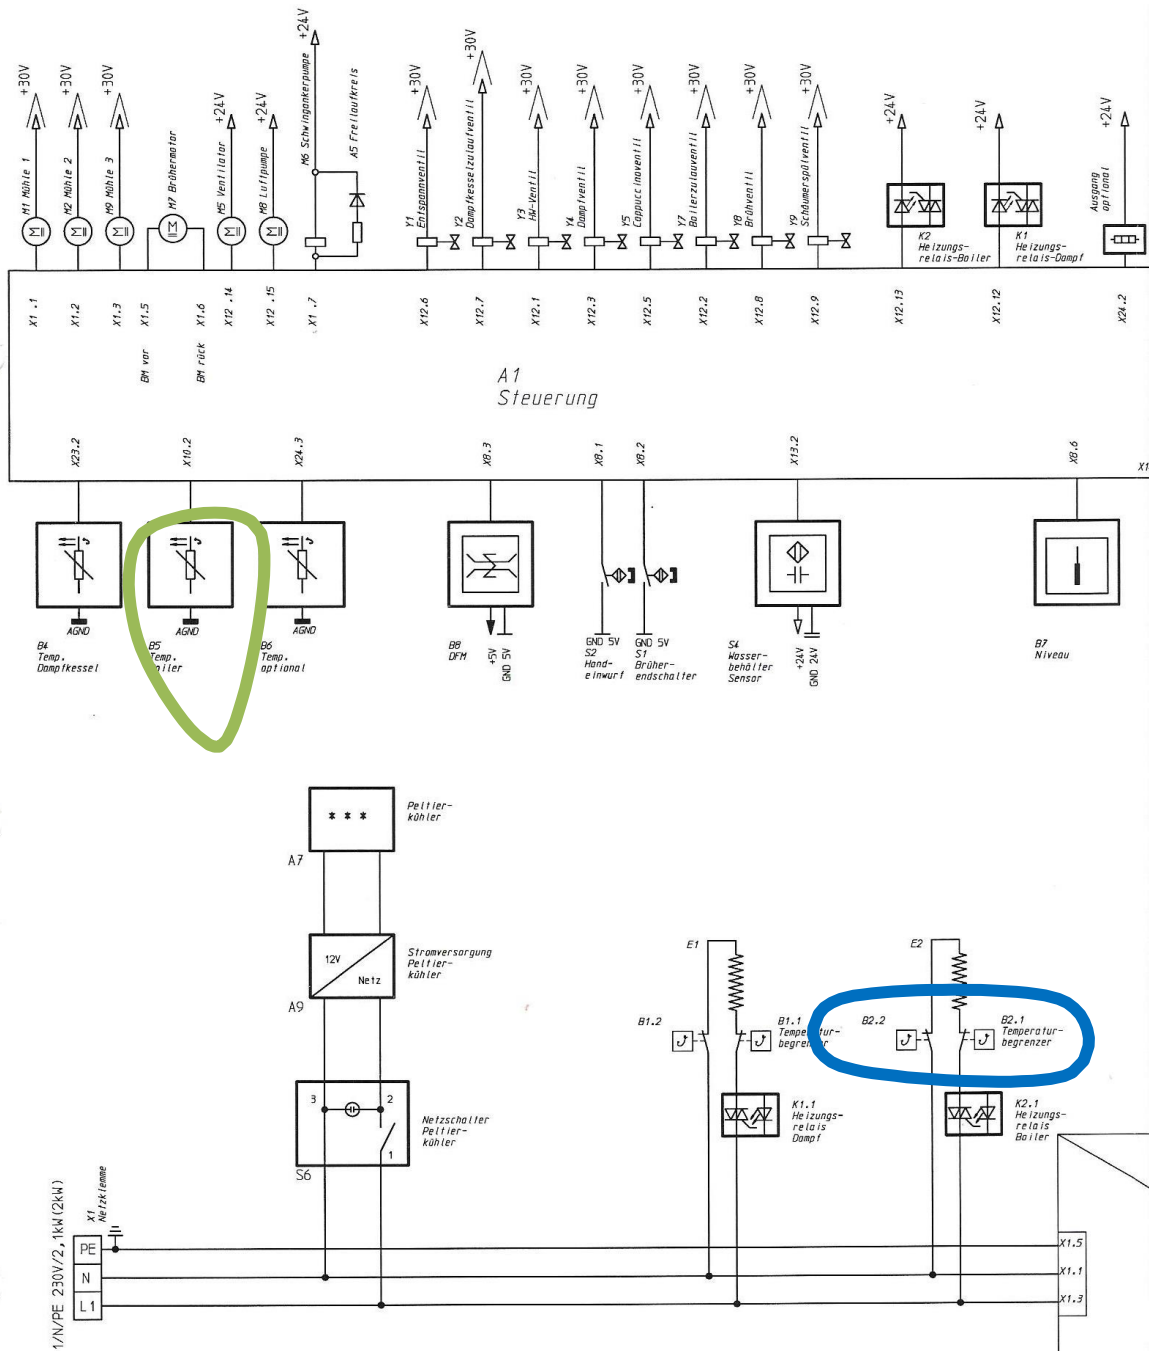 +30V
+30V
+30V
+24V
+24V
+24V
+30V
+30V
+30V
+30V
+30V
+30V
+30V
+30V
+24V
+24V
+24V
M1 Mühle 1
M2 Mühle 2
M9 Mühle 3
M7 Brühermotor
M5 Ventilator
M8 Luftpumpe
M6 Schwingankerpumpe
A5 Freilaufkreis
Y1
Entspannventil
Y2
Dampfkesselzulaufventil
Y3
HW-Ventil
Y4
Dampfventil
Y5
Cappuccinoventil
Y7
Boilerzulauventil
Y8
Brühventil
Y9
Schäumerspülventil
K2
Heizungs-
relais-Boiler
K1
Heizungs-
relais-Dampf
Ausgang
optional
X1 .1
X1.2
X1.3
X1.5
X1.6
X12 .14
X12 .15
X1 .7
X12.6
X12.7
X12.1
X12.3
X12.5
X12.2
X12.8
X12.9
X12.13
X12.12
X24.2
BM vor
BM rück
A1
Steuerung
X23.2
X10.2
X24.3
X8.3
X8.1
X8.2
X13.2
X8.6
AGND
AGND
AGND
B4
Temp.
Dampfkessel
B5
Temp.
B6
Temp.
optional
B8
DFM
+5V
GND 5V
GND 5V
S2
Hand-
einwurf
GND 5V
S1
Brüher-
endschalter
S4
Wasser-
behälter
Sensor
+24V
GND 24V
B7
Niveau
* * *
Peltier-
kühler
A7
12V
Netz
Stromversorgung
Peltier-
kühler
A9
3
2
1
Netzschalter
Peltier-
kühler
S6
E1
B1.2
B1.1
begrenzer
K1.1
Heizungs-
relais
Dampf
E2
B2.2
B2.1
Temperatur-
begrenzer
K2.1
Heizungs-
relais
Boiler
X1
Netzklemme
1/N/PE 230V/2,1kW(2kW)
PE
N
L1
X1.5
X1.1
X1.3